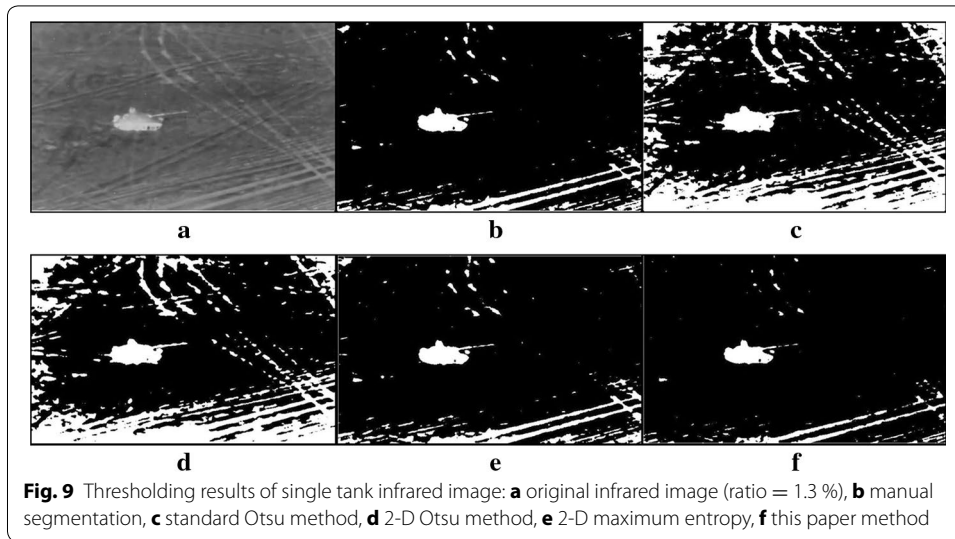 a
b
c
d
e
f
Fig. 9 Thresholding results of single tank infrared image: a original infrared image (ratio = 1.3 %), b manual
segmentation, c standard Otsu method, d 2-D Otsu method, e 2-D maximum entropy, f this paper method